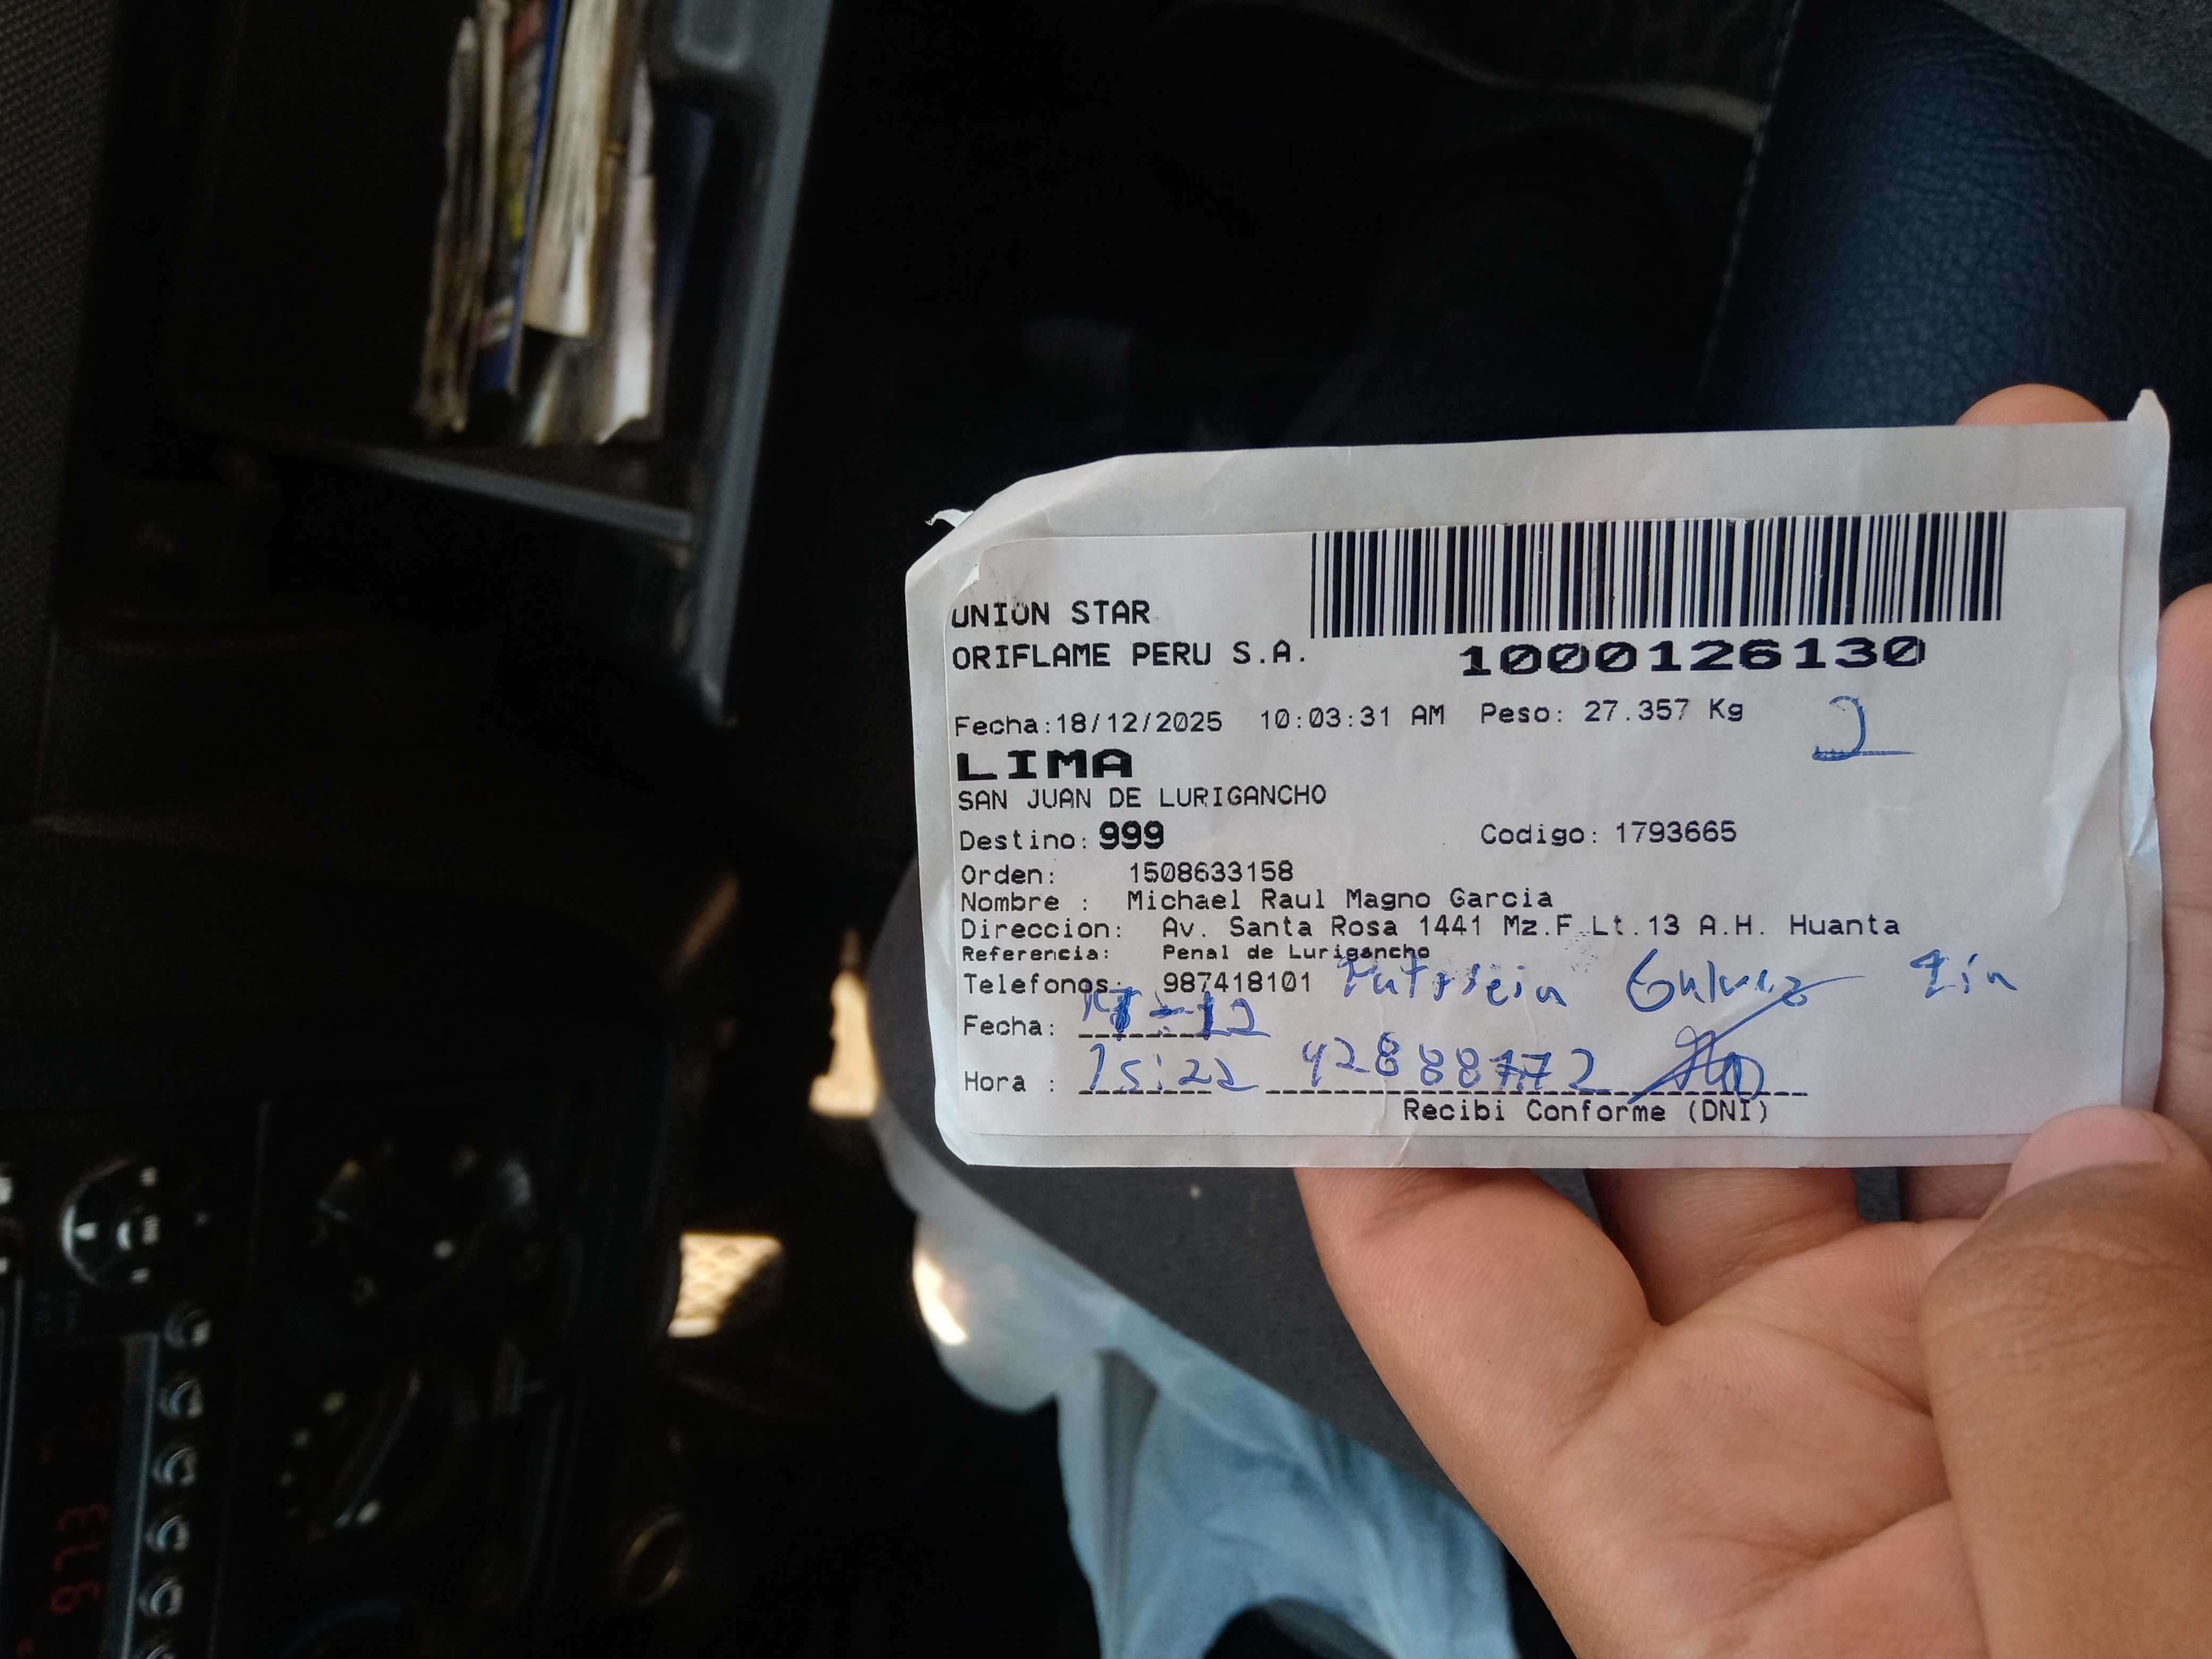 UNION STAR
ORIFLAME PERU S.A.
1000126130
Fecha:18/12/2025 10:03:31 AM Peso: 27.357 Kg
2
LIMA
SAN JUAN DE LURIGANCHO
Destino: 999 Codigo: 1793665
Orden: 1508633158
Nombre : Michael Raul Magno Garcia
Direccion: Av. Santa Rosa 1441 Mz.F Lt.13 A.H. Huanta
Referencia: Penal de Lurigancho
Telefonos: 987418101
Fecha:
Hora : 15:22
Recibi Conforme (DNI)